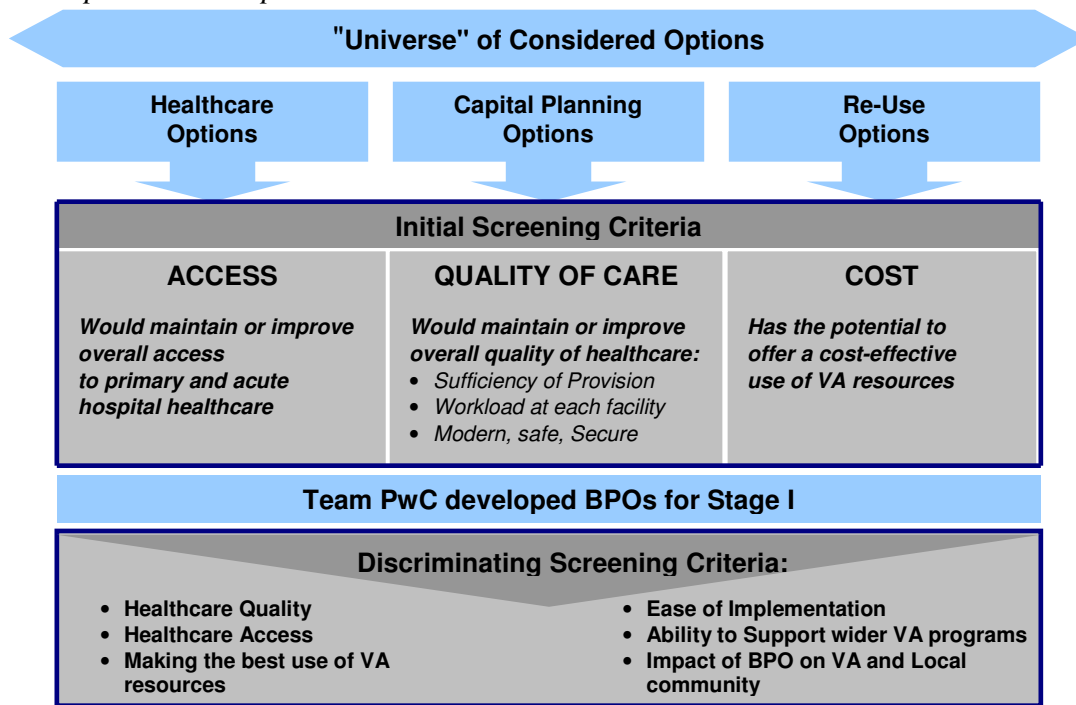 "Universe" of Considered Options
Healthcare
Options
Capital Planning
Options
Re-Use
Options
Initial Screening Criteria
ACCESS
Would maintain or improve
overall access
to primary and acute
hospital healthcare
QUALITY OF CARE
Would maintain or improve
overall quality of healthcare:
• Sufficiency of Provision
• Workload at each facility
• Modern, safe, Secure
COST
Has the potential to
offer a cost-effective
use of VA resources
Team PwC developed BPOs for Stage I
Discriminating Screening Criteria:
• Healthcare Quality
• Healthcare Access
• Making the best use of VA
resources
• Ease of Implementation
• Ability to Support wider VA programs
• Impact of BPO on VA and Local
community